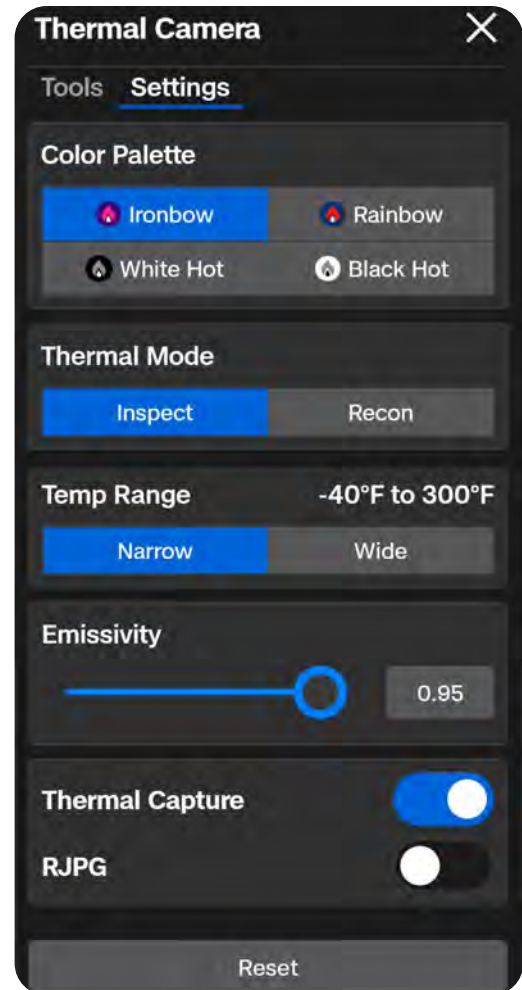 Thermal Camera
Tools Settings
Color Palette
Ironbow Rainbow
White Hot Black Hot
Thermal Mode
Inspect Recon
Temp Range -40°F to 300°F
Narrow Wide
Emissivity
0.95
Thermal Capture
RJPG
Reset